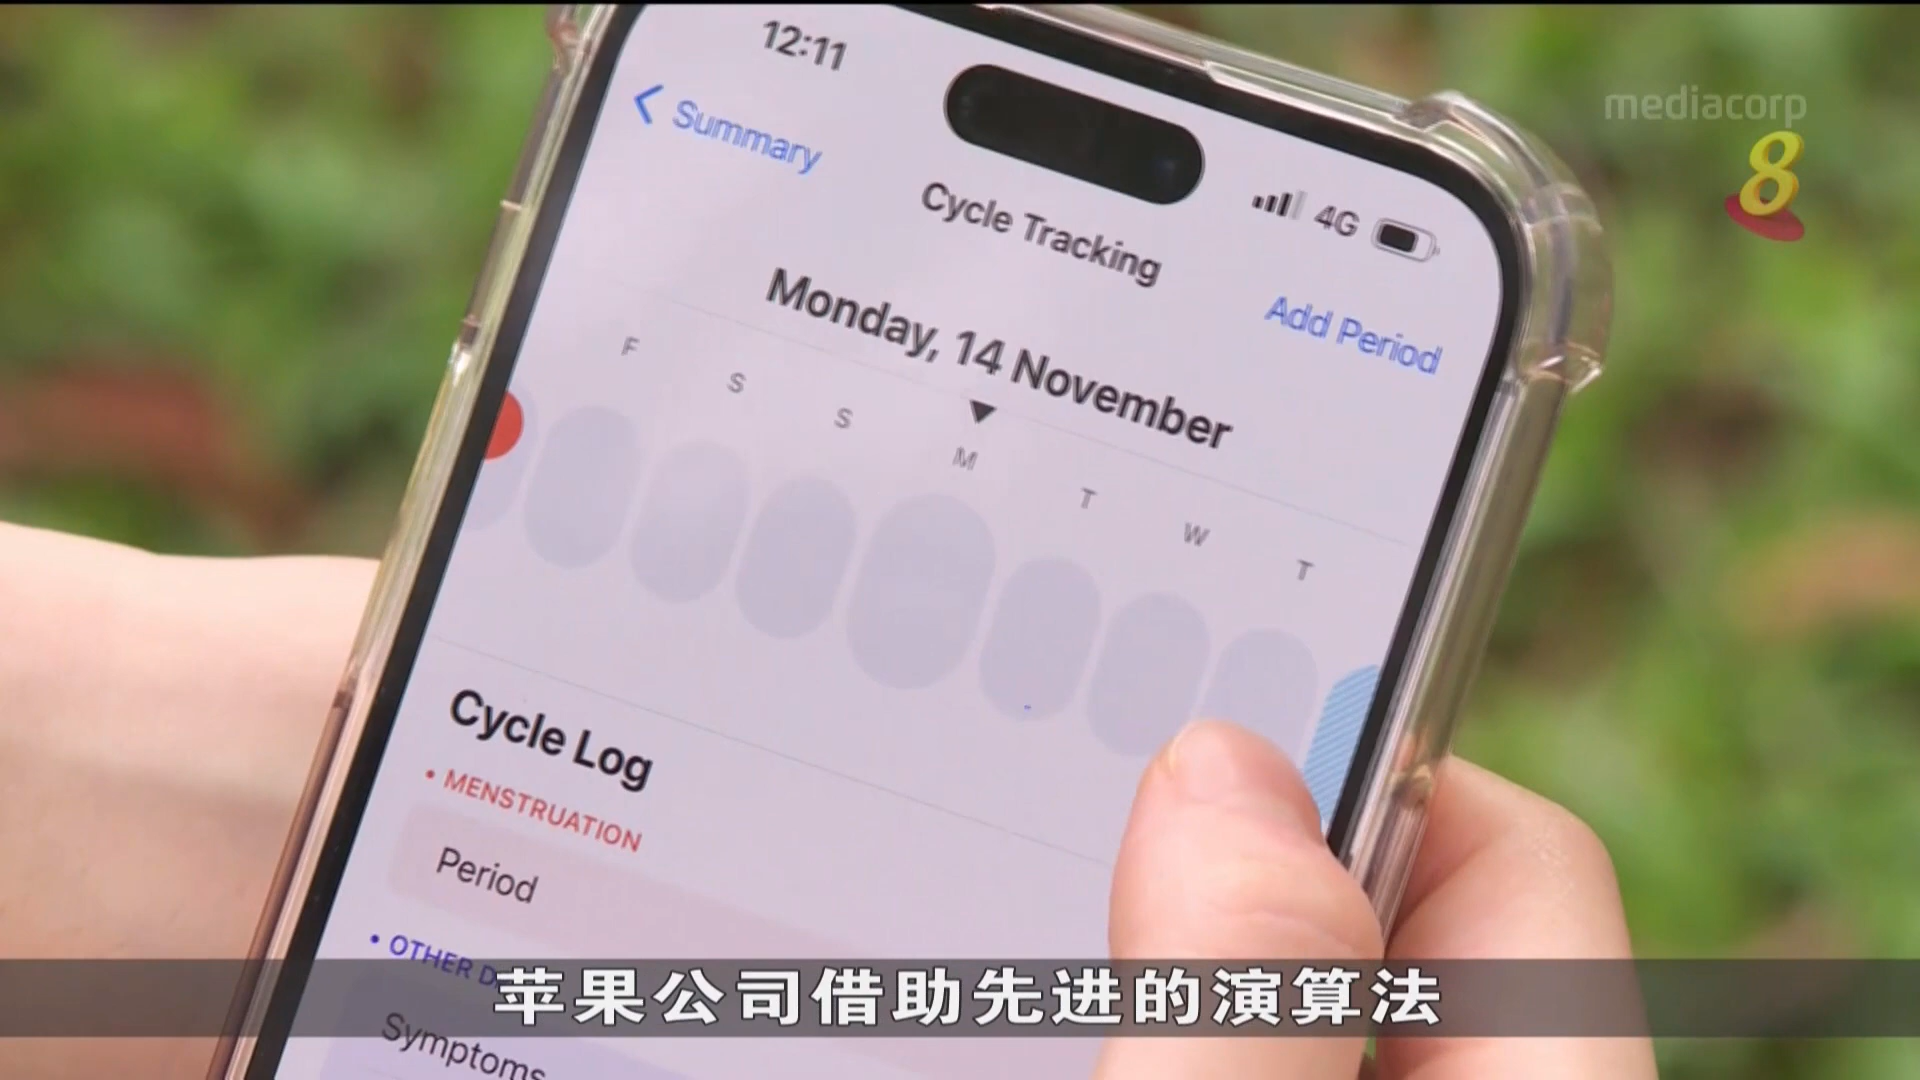 12:11
mediacorp
8
Summary
4G
Cycle Tracking
Add Period
Monday, 14 November
F S S M T W T
Cycle Log
• MENSTRUATION
Period
• OTHER D
Symptoms
苹果公司借助先进的演算法